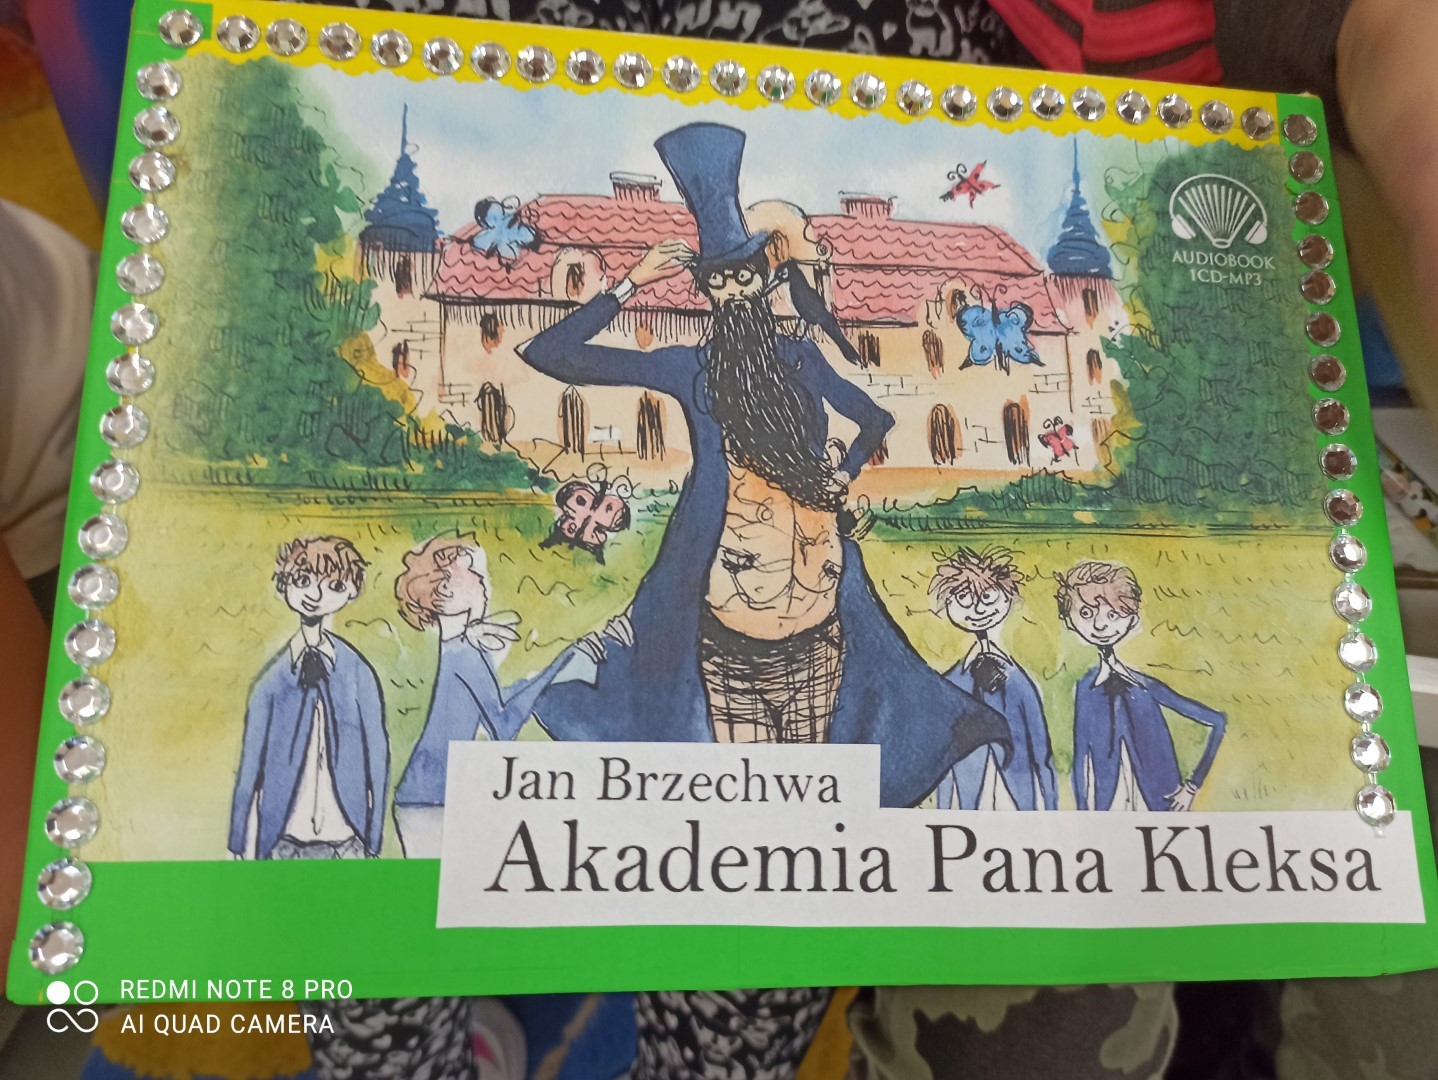 AUDIOBOOK
1CD-MP3
Jan Brzechwa
Akademia Pana Kleksa
REDMI NOTE 8 PRO
AI QUAD CAMERA